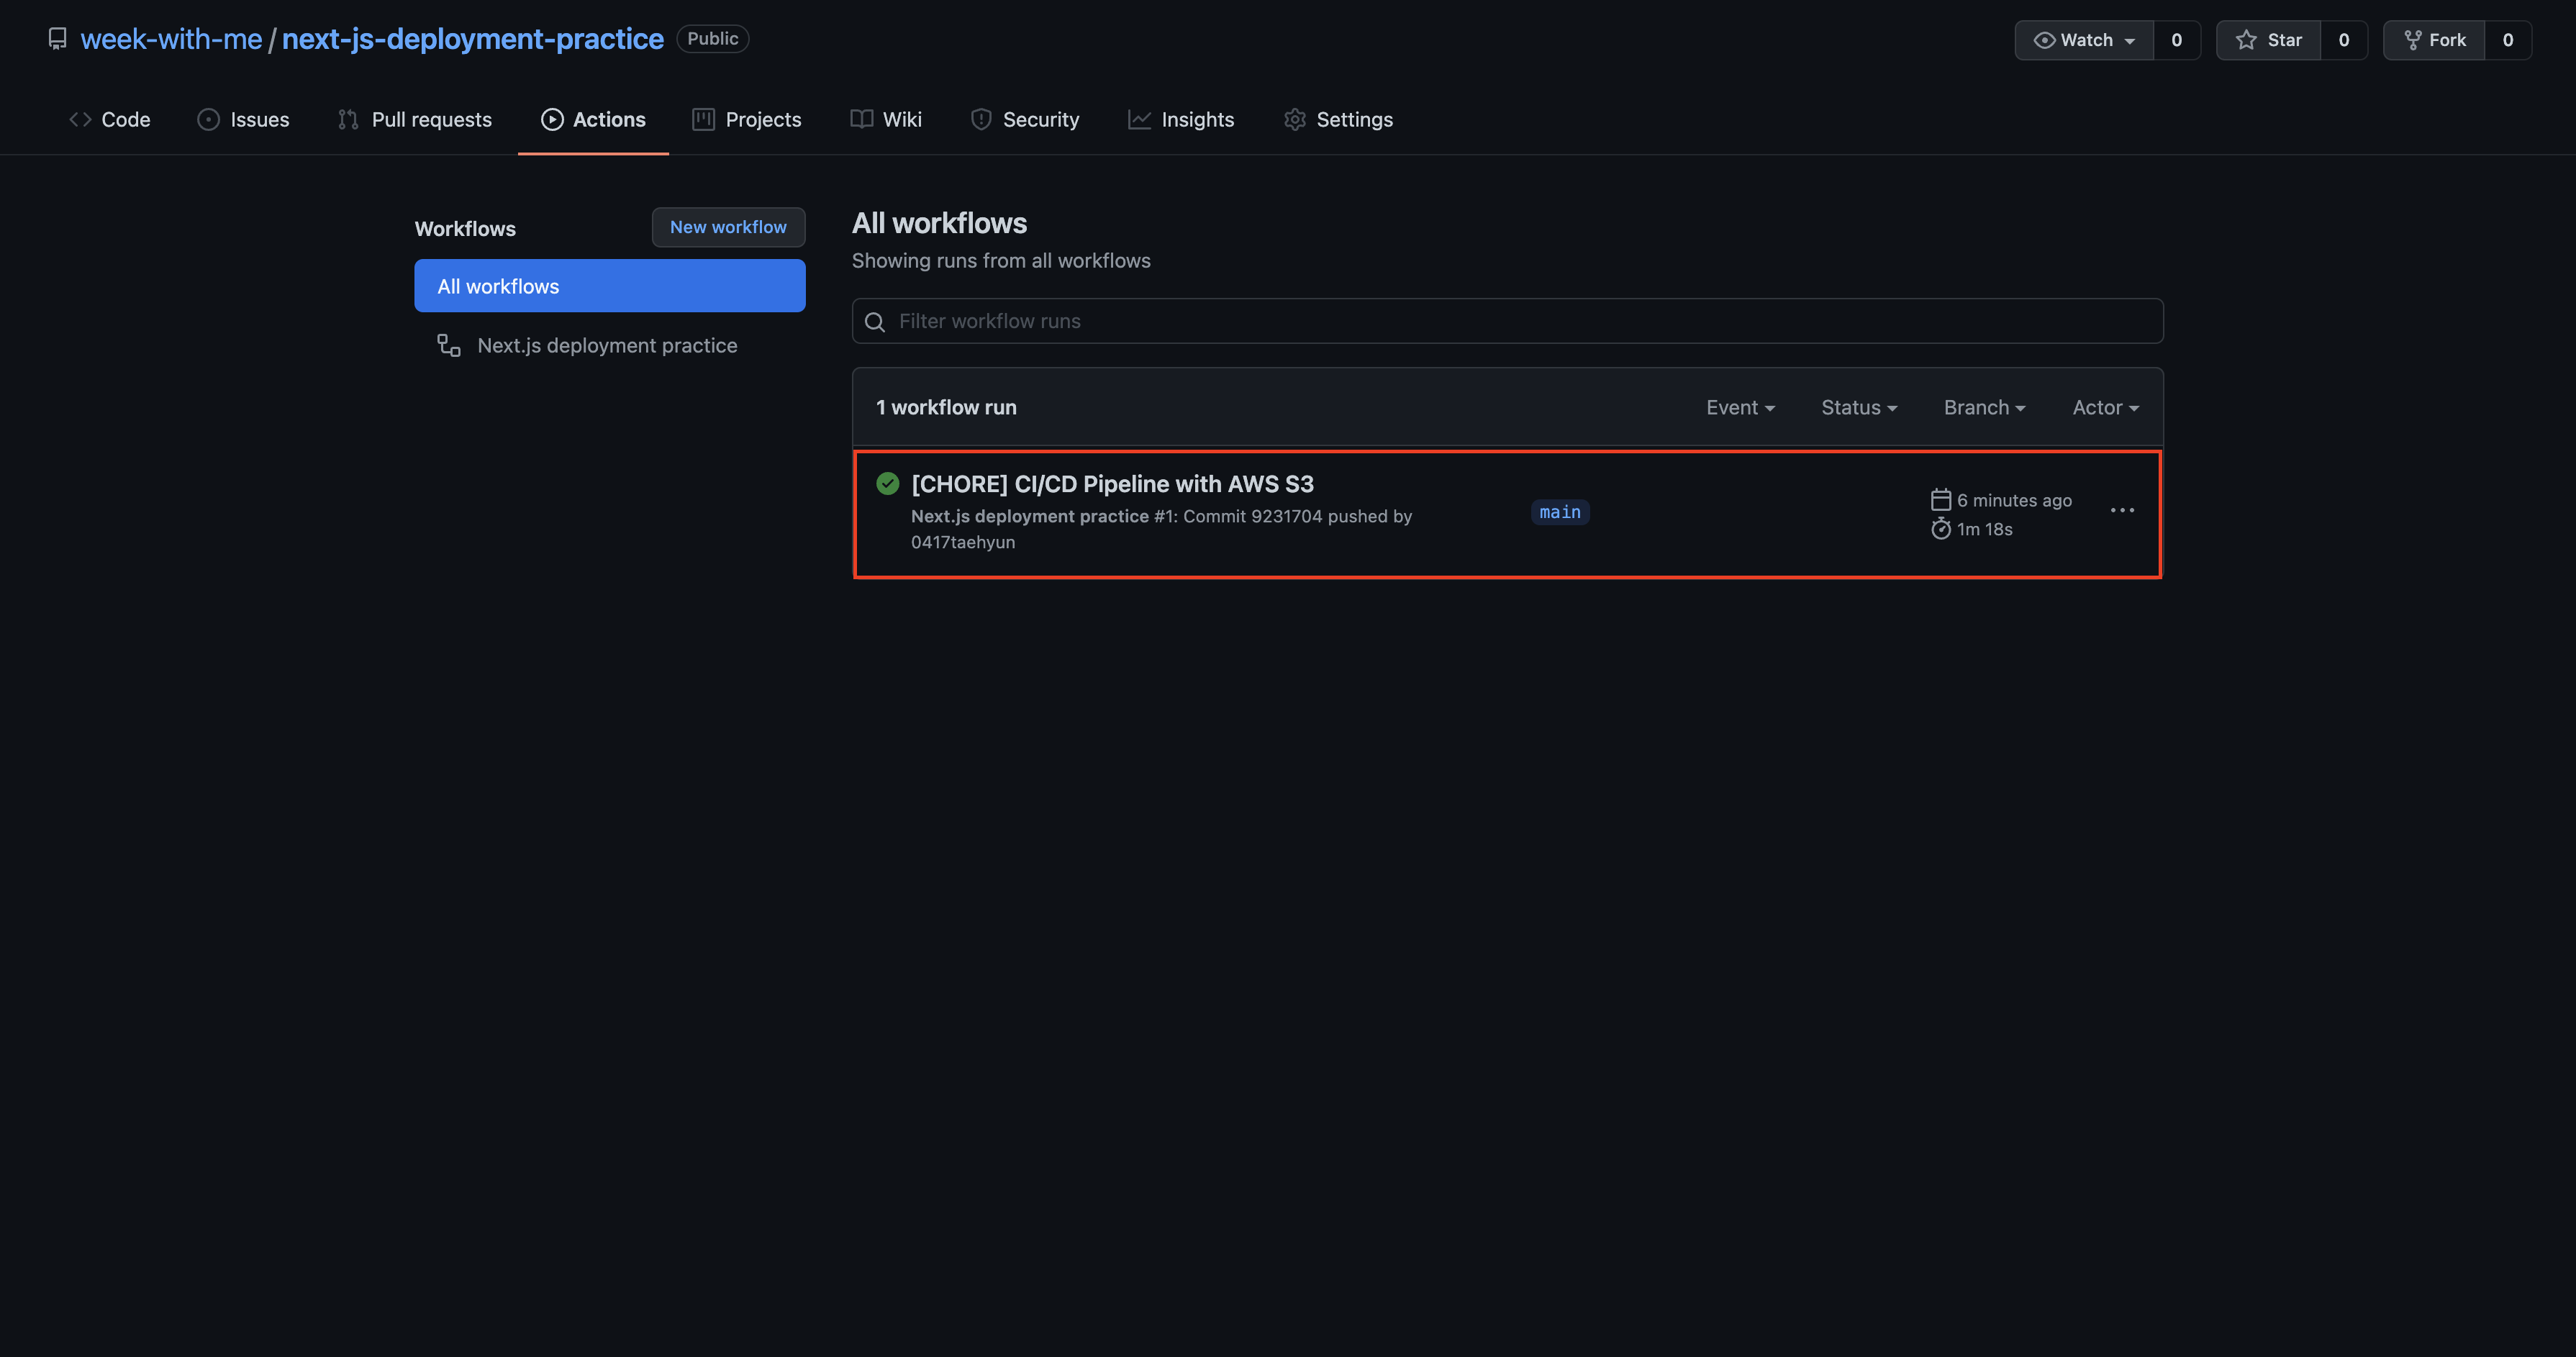 week-with-me / next-js-deployment-practice Public
Watch 0 Star 0 Fork 0
Code Issues Pull requests Actions Projects Wiki Security Insights Settings
Workflows New workflow
All workflows
Next.js deployment practice
All workflows
Showing runs from all workflows
Filter workflow runs
1 workflow run Event Status Branch Actor
[CHORE] CI/CD Pipeline with AWS S3
Next.js deployment practice #1: Commit 9231704 pushed by
0417taehyun
main
6 minutes ago
1m 18s